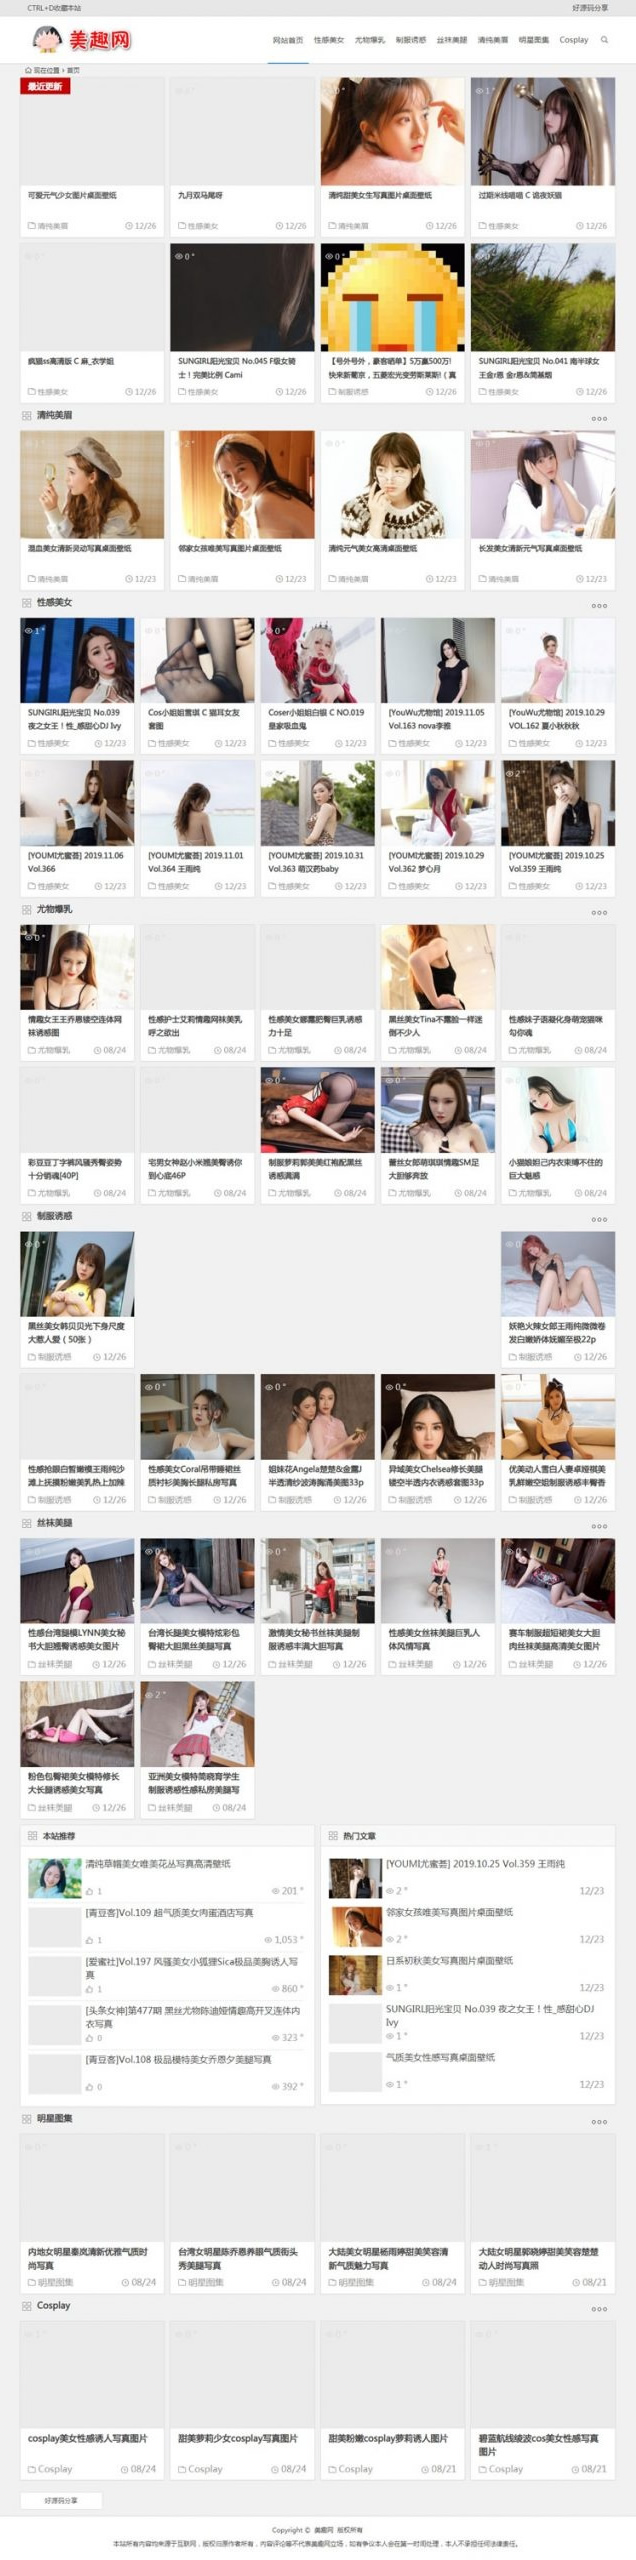 CTRL+D收藏本站
好源码分享
美趣网
网站首页 性感美女 尤物爆乳 制服诱惑 丝袜美腿 清纯美眉 明星图集 Cosplay
现在位置 首页
最近更新
0 ° 1 °
可爱元气少女图片桌面壁纸 九月双马尾呀 清纯甜美女生写真图片桌面壁纸 过期米线喵喵 C 诡夜妖猫
清纯美眉 12/26 性感美女 12/26 清纯美眉 12/26 性感美女 12/26
0 ° 0 ° 0 °
疯猫ss高清版 C 麻_衣学姐 SUNGIRL阳光宝贝 No.045 F级女骑 【号外号外，豪客晒单】5万赢500万! SUNGIRL阳光宝贝 No.041 南半球女
士！完美比例 Cami 快来新葡京，五菱宏光变劳斯莱斯!（真
性感美女 12/26 性感美女 12/26 制服诱惑 12/26 性感美女 12/26
清纯美眉
混血美女清新灵动写真桌面壁纸 邻家女孩唯美写真图片桌面壁纸 清纯元气美女高清桌面壁纸 长发美女清新元气写真桌面壁纸
清纯美眉 12/23 清纯美眉 12/23 清纯美眉 12/23 清纯美眉 12/23
性感美女
SUNGIRL阳光宝贝 No.039 Cos小姐姐雪琪 C 猫耳女友 Coser小姐姐白银 C NO.019 [YouWu尤物馆] 2019.11.05 [YouWu尤物馆] 2019.10.29
夜之女王！性_感甜心DJ Ivy 套图 皇家吸血鬼 Vol.163 nova李雅 VOL.162 夏小秋秋秋
性感美女 12/23 性感美女 12/23 性感美女 12/23 性感美女 12/23 性感美女 12/23
[YOUMI尤蜜荟] 2019.11.06 [YOUMI尤蜜荟] 2019.11.01 [YOUMI尤蜜荟] 2019.10.31 [YOUMI尤蜜荟] 2019.10.29 [YOUMI尤蜜荟] 2019.10.25
Vol.366 Vol.364 王雨纯 Vol.363 萌汉药baby Vol.362 梦心月 Vol.359 王雨纯
性感美女 12/23 性感美女 12/23 性感美女 12/23 性感美女 12/23 性感美女 12/23
尤物爆乳
情趣女王王乔恩镂空连体网 性感护士艾莉情趣网袜美乳 性感美女娜露肥臀巨乳诱惑 黑丝美女Tina不露脸一样迷 性感妹子语凝化身萌宠猫咪
袜诱惑图 呼之欲出 力十足 倒不少人 勾你魂
尤物爆乳 08/24 尤物爆乳 08/24 尤物爆乳 08/24 尤物爆乳 08/24 尤物爆乳 08/24
彩豆豆丁字裤风骚秀臀姿势 宅男女神赵小米翘美臀诱你 制服萝莉郭美美红袍配黑丝 蕾丝女郎萌琪琪情趣SM足 小猫娘妲己内衣束缚不住的
十分销魂[40P] 到心底46P 诱惑满满 大胆够奔放 巨大魅惑
尤物爆乳 08/24 尤物爆乳 08/24 尤物爆乳 08/24 尤物爆乳 08/24 尤物爆乳 08/24
制服诱惑
黑丝美女韩贝贝光下身尺度 妖艳火辣女郎王雨纯微微卷
大惹人爱（50张） 发白嫩娇体妩媚至极22p
制服诱惑 12/26 制服诱惑 12/26
性感抢眼白皙嫩模王雨纯沙 性感美女Coral吊带睡裙丝 姐妹花Angela楚楚&金露J 异域美女Chelsea修长美腿 优美动人雪白人妻卓娅祺美
滩上抚摸粉嫩美乳热上加辣 质衬衫美胸长腿私房写真 半透清纱波涛胸涌美图33p 镂空半透内衣诱惑套图33p 乳鲜嫩空姐制服诱惑丰臀香
制服诱惑 12/26 制服诱惑 12/26 制服诱惑 12/26 制服诱惑 12/26 制服诱惑 12/26
丝袜美腿
性感台湾腿模LYNN美女秘 台湾长腿美女模特炫彩包 激情美女秘书丝袜美腿制 性感美女丝袜美腿巨乳人 赛车制服超短裙美女大胆
书大胆翘臀诱惑美女图片 臀裙大胆黑丝美腿写真 服诱惑丰满大胆写真 体风情写真 肉丝袜美腿高清美女图片
丝袜美腿 12/26 丝袜美腿 12/26 丝袜美腿 12/26 丝袜美腿 12/26 丝袜美腿 12/26
2 °
粉色包臀裙美女模特修长 亚洲美女模特简晓育学生
大长腿诱惑美女写真 制服诱惑性感私房美腿写
丝袜美腿 12/26 丝袜美腿 08/24
本站推荐
清纯草帽美女唯美花丛写真高清壁纸
1 201 °
[青豆客]Vol.109 超气质美女肉蛋酒店写真
1 1,053 °
[爱蜜社]Vol.197 风骚美女小狐狸Sica极品美胸诱人写
真
1 860 °
[头条女神]第477期 黑丝尤物陈迪娅情趣高开叉连体内
衣写真
0 323 °
[青豆客]Vol.108 极品模特美女乔恩夕美腿写真
0 392 °
热门文章
[YOUMI尤蜜荟] 2019.10.25 Vol.359 王雨纯
2 ° 12/23
邻家女孩唯美写真图片桌面壁纸
2 ° 12/23
日系初秋美女写真图片桌面壁纸
1 ° 12/23
SUNGIRL阳光宝贝 No.039 夜之女王！性_感甜心DJ
Ivy
1 ° 12/23
气质美女性感写真桌面壁纸
1 ° 12/23
明星图集
内地女明星秦岚清新优雅气质时 台湾女明星陈乔恩养眼气质街头 大陆美女明星杨雨婷甜美笑容清 大陆女明星郭晓婷甜美笑容楚楚
尚写真 秀美腿写真 新气质魅力写真 动人时尚写真照
明星图集 08/24 明星图集 08/24 明星图集 08/24 明星图集 08/21
Cosplay
cosplay美女性感诱人写真图片 甜美萝莉少女cosplay写真图片 甜美粉嫩cosplay萝莉诱人图片 碧蓝航线绫波cos美女性感写真
图片
Cosplay 08/24 Cosplay 08/24 Cosplay 08/21 Cosplay 08/21
好源码分享
Copyright © 美趣网 版权所有
本站所有内容均来源于互联网，版权归原作者所有，内容评论等不代表美趣网立场，如有争议本人会在第一时间处理，本人不承担任何法律责任。